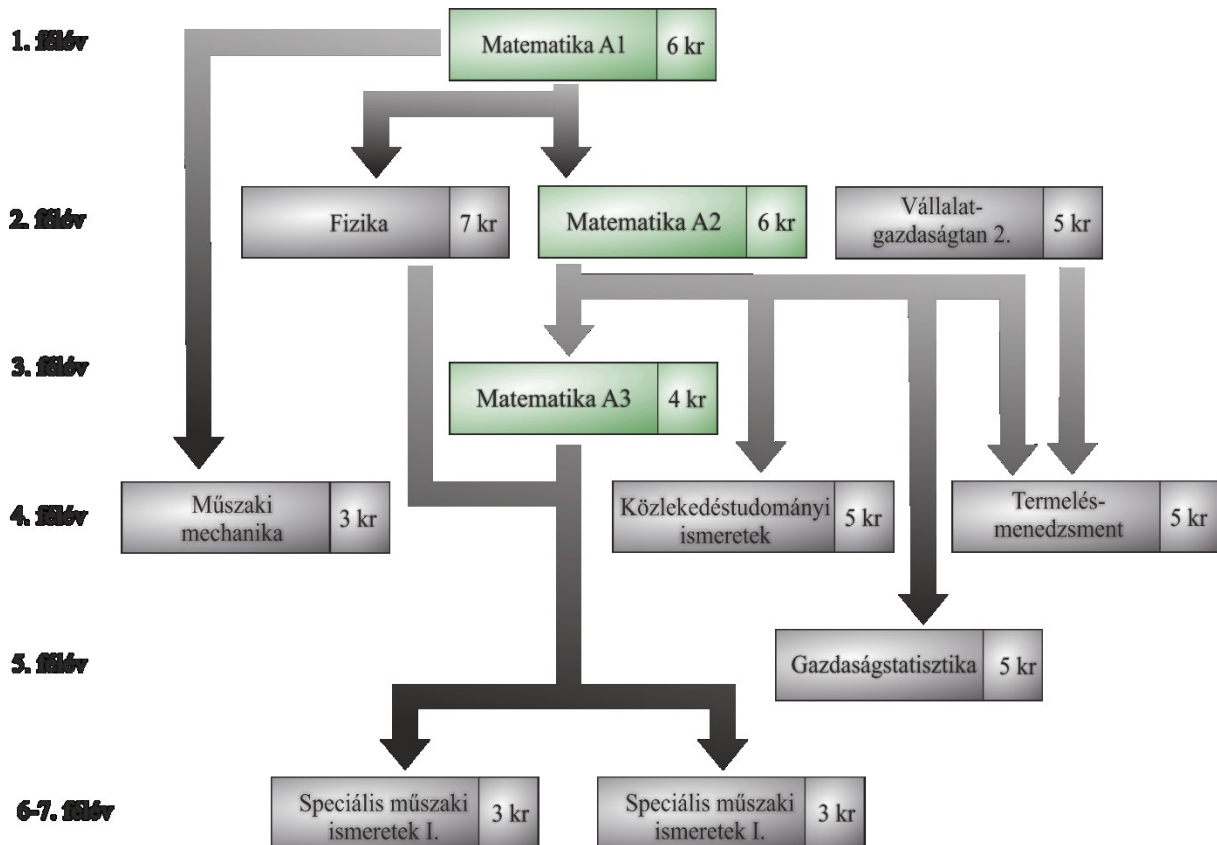 1. félév
Matematika A1
6 kr
2. félév
Fizika
7 kr
Matematika A2
6 kr
Vállalat-
gazdaságtan 2.
5 kr
3. félév
Matematika A3
4 kr
4. félév
Műszaki
mechanika
3 kr
Közlekedéstudományi
ismeretek
5 kr
Termelés-
menedzsment
5 kr
5. félév
Gazdaságstatisztika
5 kr
6-7. félév
Speciális műszaki
ismeretek I.
3 kr
Speciális műszaki
ismeretek I.
3 kr